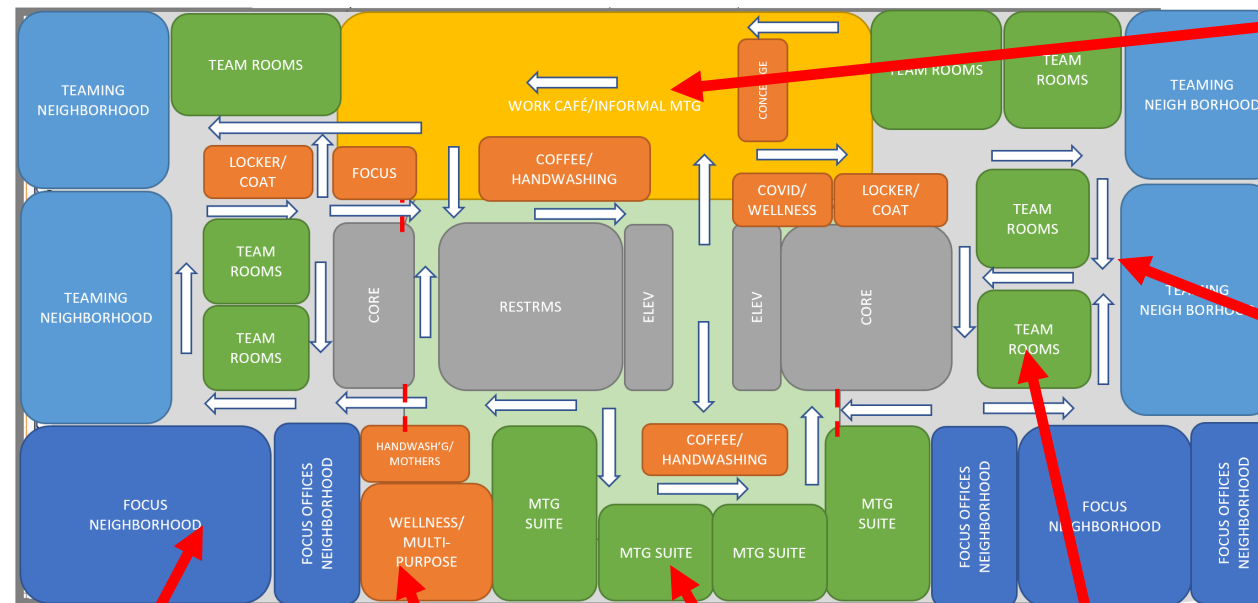 TEAMING
NEIGHBORHOOD
TEAM ROOMS
WORK CAFÉ/INFORMAL MTG
TEAM ROOMS
TEAM
ROOMS
TEAMING
NEIGH BORHOOD
LOCKER/
COAT
FOCUS
COFFEE/
HANDWASHING
COVID/
WELLNESS
LOCKER/
COAT
TEAM
ROOMS
TEAMING
NEIGHBORHOOD
TEAM
ROOMS
TEAM
ROOMS
CORE
RESTRMS
ELEV
ELEV
CORE
TEAM
ROOMS
TEAMING
NEIGH BORHOOD
FOCUS
NEIGHBORHOOD
FOCUS OFFICES
NEIGHBORHOOD
HANDWASH'G/
MOTHERS
WELLNESS/
MULTI-
PURPOSE
MTG
SUITE
COFFEE/
HANDWASHING
MTG SUITE
MTG SUITE
MTG
SUITE
FOCUS OFFICES
NEIGHBORHOOD
FOCUS
NEIGHBORHOOD
FOCUS OFFICES
NEIGHBORHOOD